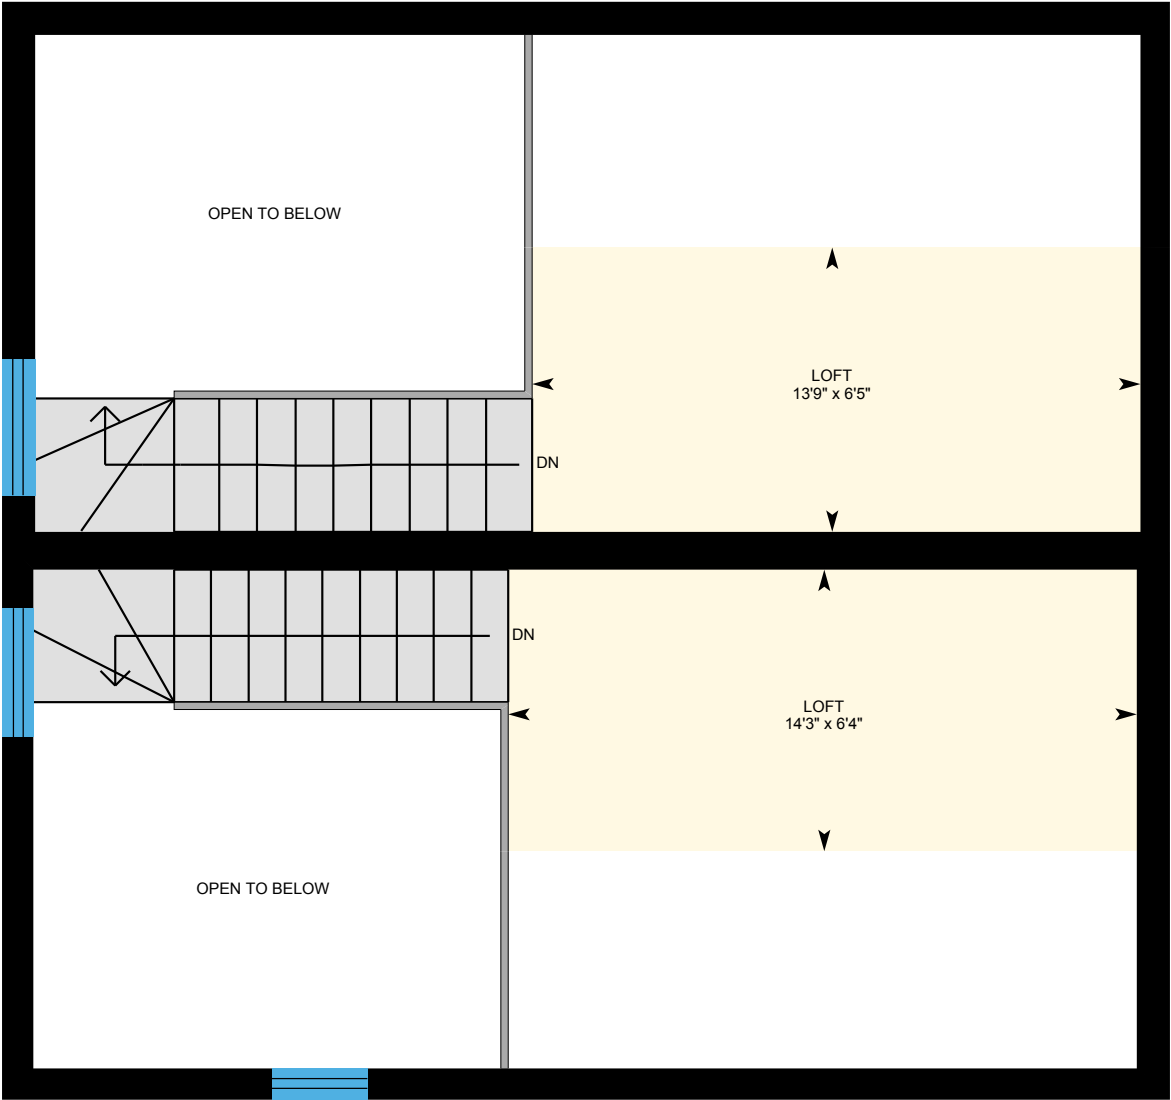 OPEN TO BELOW
LOFT
13'9" x 6'5"
DN
DN
LOFT
14'3" x 6'4"
OPEN TO BELOW